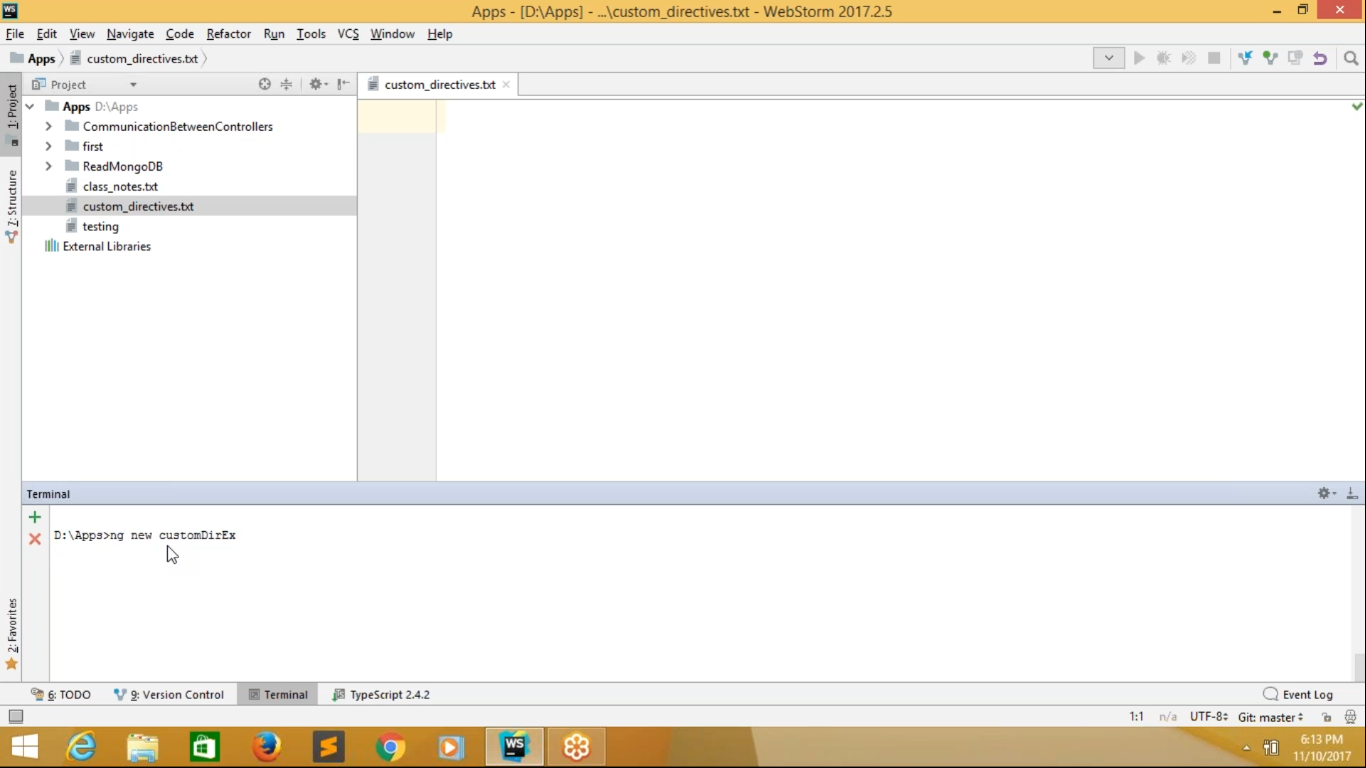 WS
Apps - [D:\Apps] - ...\custom_directives.txt - WebStorm 2017.2.5
File Edit View Navigate Code Refactor Run Tools VCS Window Help
Apps custom_directives.txt
1: Project
Project
custom_directives.txt
Apps D:\Apps
CommunicationBetweenControllers
first
ReadMongoDB
class_notes.txt
custom_directives.txt
testing
External Libraries
Z: Structure
Terminal
D:\Apps>ng new customDirEx
2: Favorites
6: TODO 9: Version Control Terminal TypeScript 2.4.2 Event Log
1:1 n/a UTF-8 Git: master
WS
6:13 PM
11/10/2017